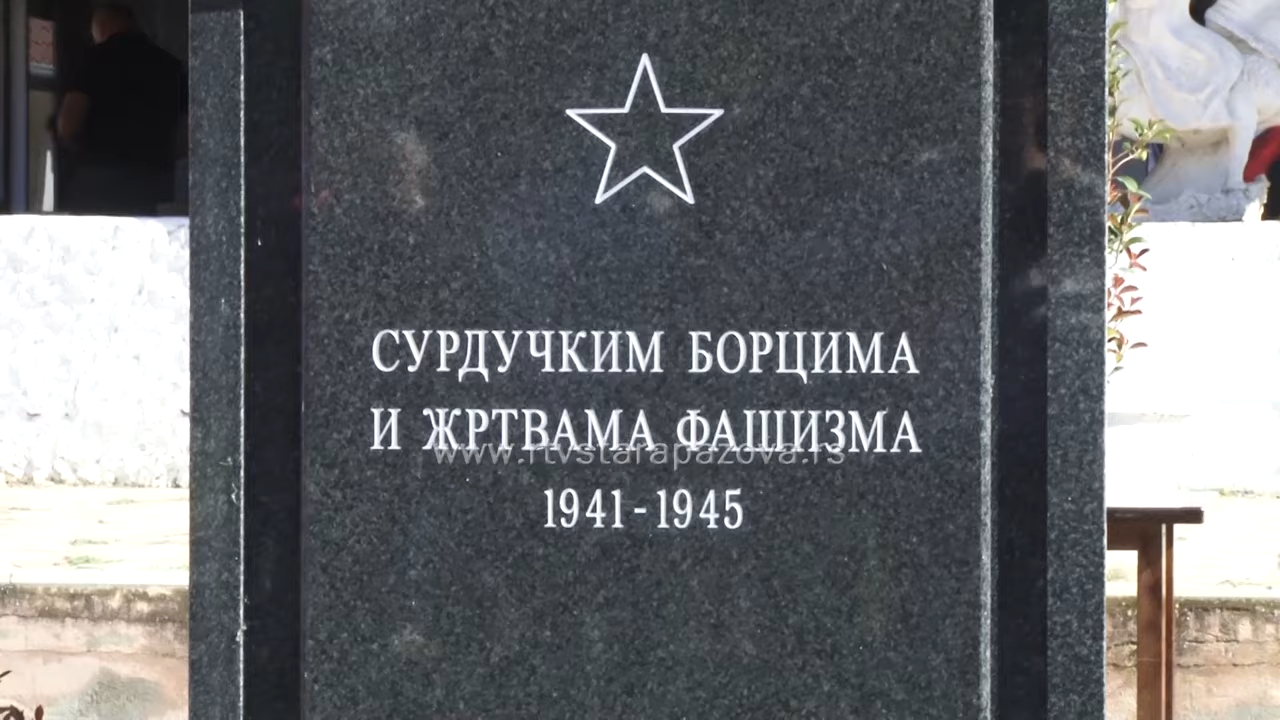 СУРДУЧКИМ БОРЦИМА
И ЖРТВАМА ФАШИЗМА
www.rtvstarapazova.rs
1941-1945